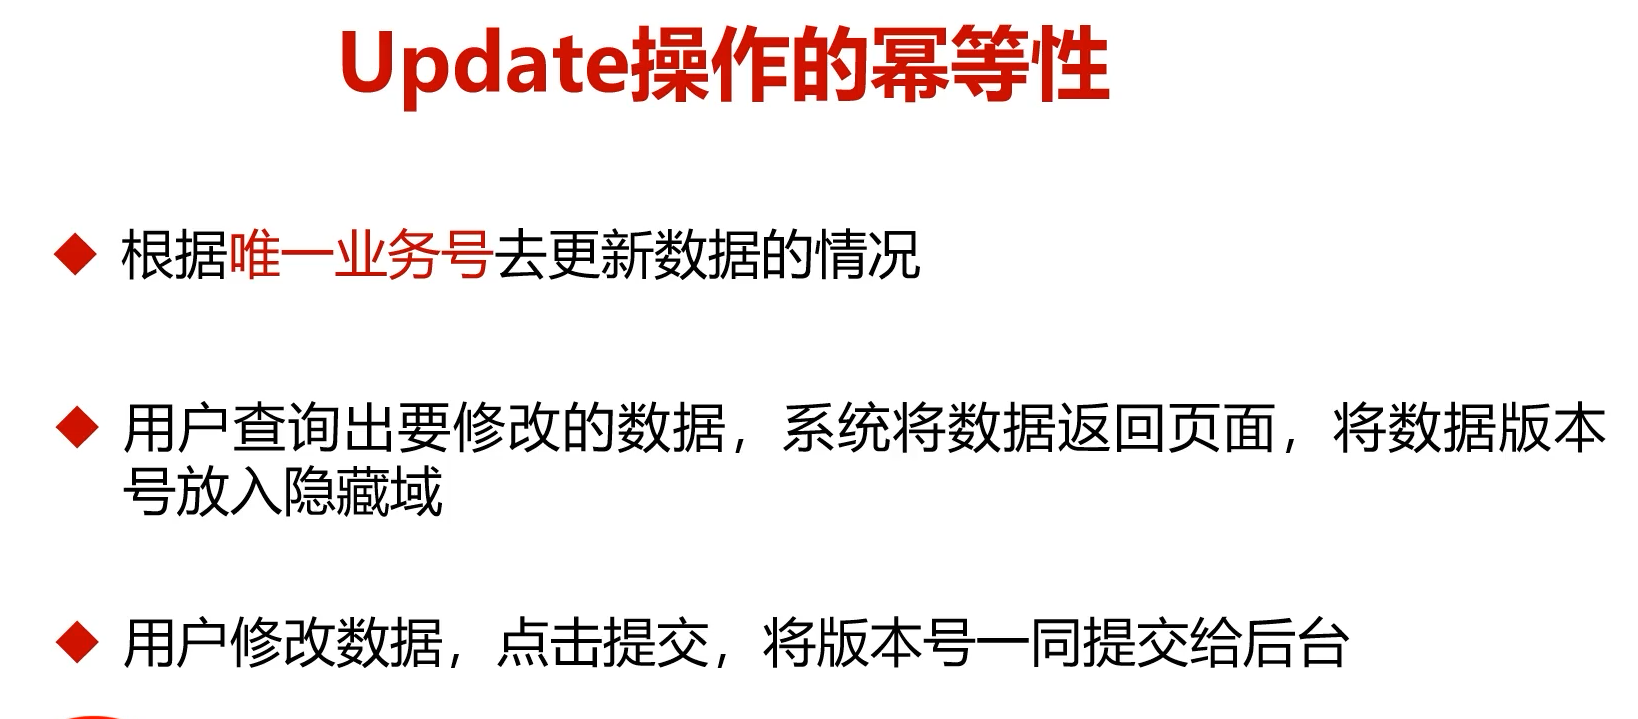 Update操作的幂等性
根据唯一业务号去更新数据的情况
用户查询出要修改的数据，系统将数据返回页面，将数据版本
号放入隐藏域
用户修改数据，点击提交，将版本号一同提交给后台